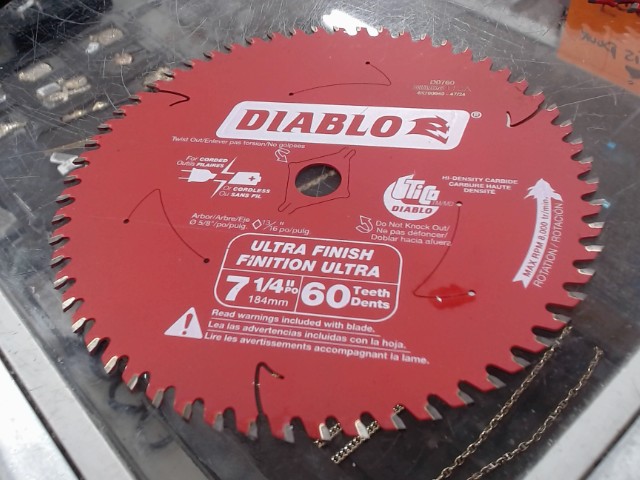 D0760
DIABLO ®
Twist Out/Enlever pas torsion/No golpees
For CORDED
Outils FILAIRES
Or CORDLESS
Ou SANS FIL
TiCo
DIABLO
HI-DENSITY CARBIDE
CARBURE HAUTE
DENSITÉ
Arbor/Arbre/Eje
Ø 5/8"/po/pulg
13/16 "/po/pulg
Do Not Knock Out/
Ne pas défoncer/
Doblar hacia afuera
MAX RPM 8,000 tr/min.
ROTATION / ROTACIÓN
ULTRA FINISH
FINITION ULTRA
7 1/4" PO
184mm
60 Teeth
Dents
Read warnings included with blade.
Lea las advertencias incluidas con la hoja.
Lire les avertissements accompagnant la lame.